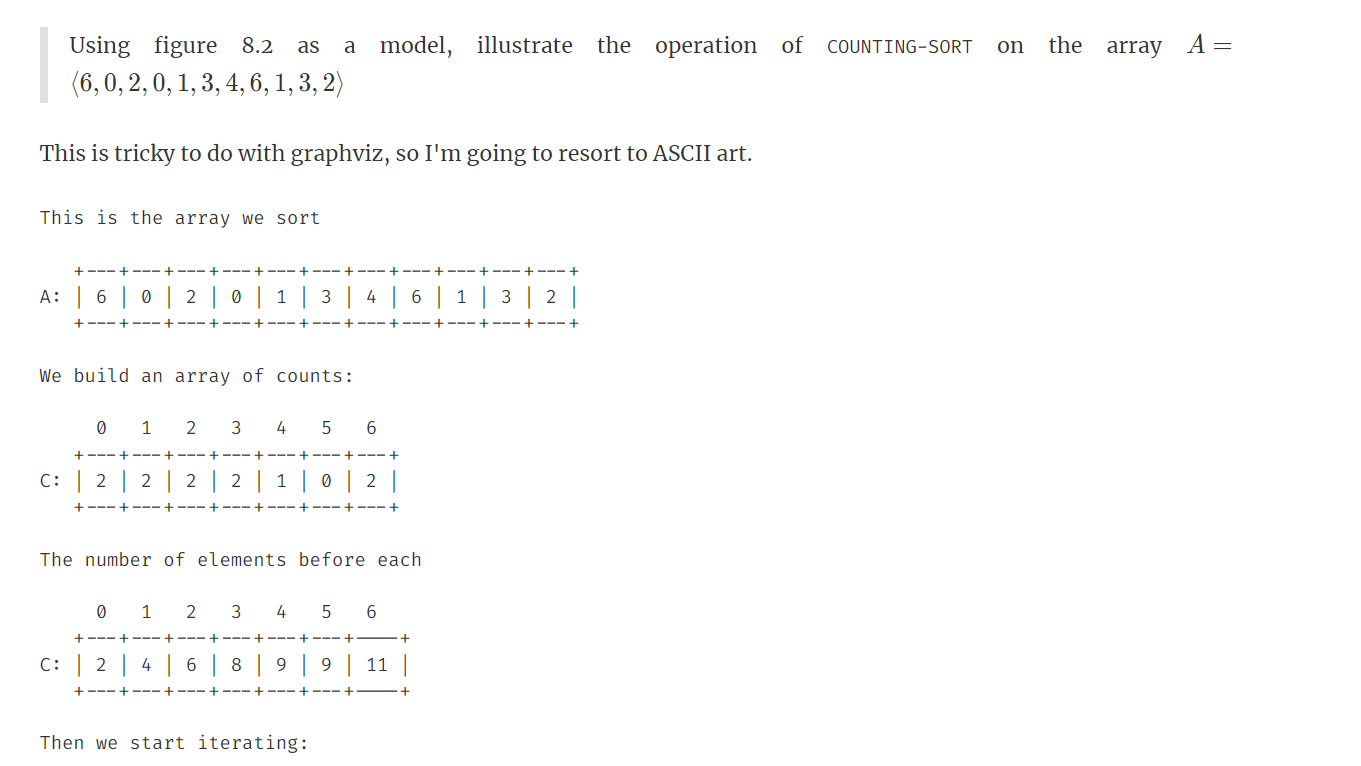 Using figure 8.2 as a model, illustrate the operation of COUNTING-SORT on the array A =
⟨6, 0, 2, 0, 1, 3, 4, 6, 1, 3, 2⟩
This is tricky to do with graphviz, so I'm going to resort to ASCII art.
This is the array we sort
+---+---+---+---+---+---+---+---+---+---+---+
A: | 6 | 0 | 2 | 0 | 1 | 3 | 4 | 6 | 1 | 3 | 2 |
+---+---+---+---+---+---+---+---+---+---+---+
We build an array of counts:
0 1 2 3 4 5 6
+---+---+---+---+---+---+---+
C: | 2 | 2 | 2 | 2 | 1 | 0 | 2 |
+---+---+---+---+---+---+---+
The number of elements before each
0 1 2 3 4 5 6
+---+---+---+---+---+---+----+
C: | 2 | 4 | 6 | 8 | 9 | 9 | 11 |
+---+---+---+---+---+---+----+
Then we start iterating: